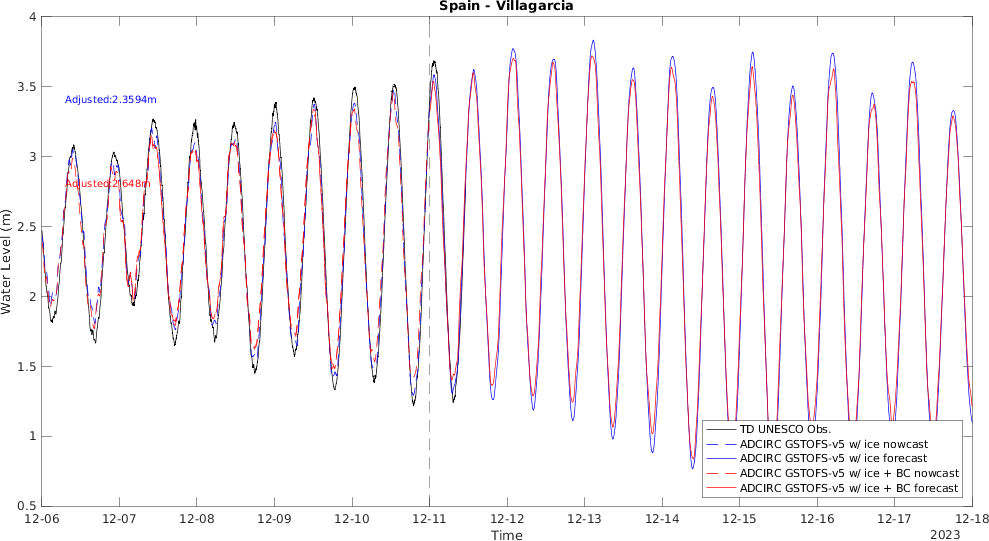 Spain - Villagarcia
4
3.5
3
2.5
2
1.5
1
0.5
Water Level (m)
Adjusted:2.3594m
Adjusted:2.648m
TD UNESCO Obs.
ADCIRC GSTOFS-v5 w/ ice nowcast
ADCIRC GSTOFS-v5 w/ ice forecast
ADCIRC GSTOFS-v5 w/ ice + BC nowcast
ADCIRC GSTOFS-v5 w/ ice + BC forecast
12-06 12-07 12-08 12-09 12-10 12-11 12-12 12-13 12-14 12-15 12-16 12-17 12-18
Time
2023